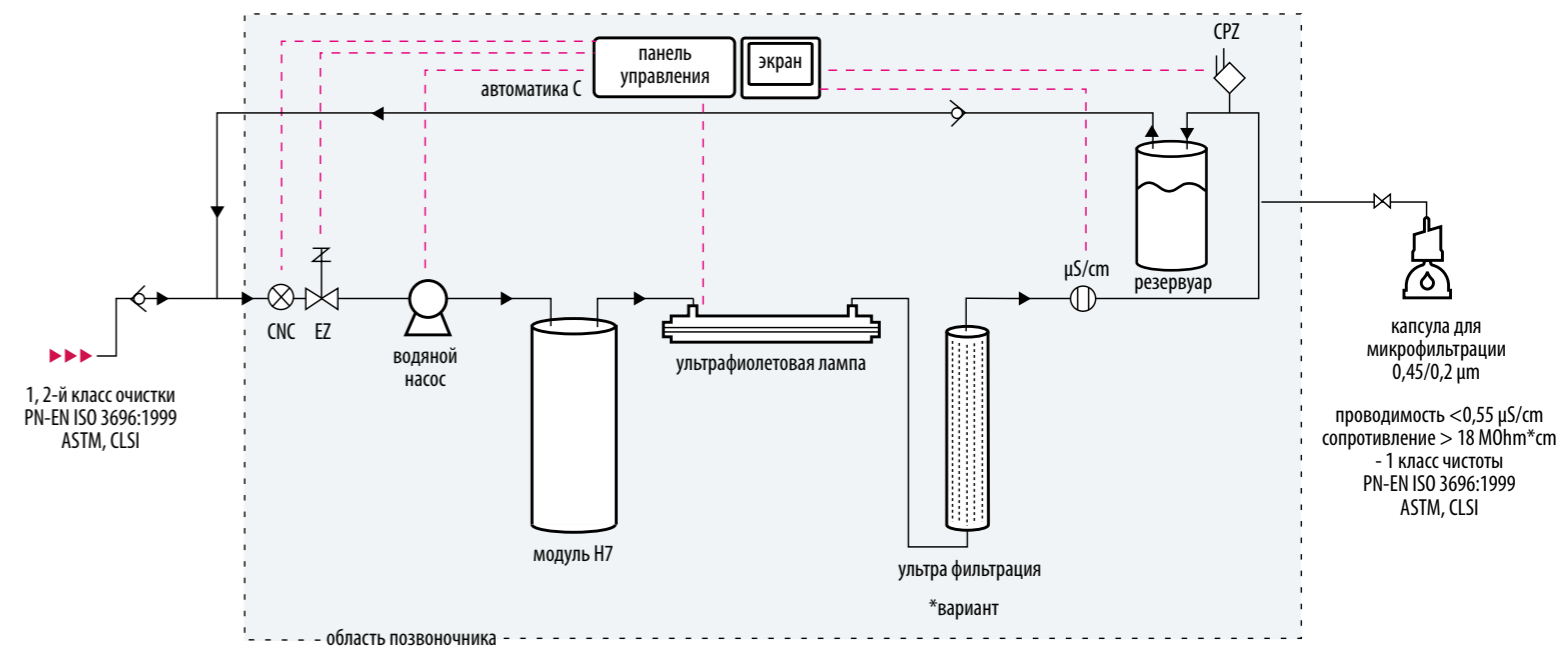 CPZ
панель
управления
экран
автоматика С
µS/cm
резервуар
CNC
EZ
водяной
насос
ультрафиолетовая лампа
капсула для
микрофильтрации
0,45/0,2 µm
1, 2-й класс очистки
PN-EN ISO 3696:1999
ASTM, CLSI
проводимость <0,55 µS/cm
сопротивление > 18 MOhm*cm
- 1 класс чистоты
PN-EN ISO 3696:1999
ASTM, CLSI
модуль H7
ультра фильтрация
*вариант
область позвоночника